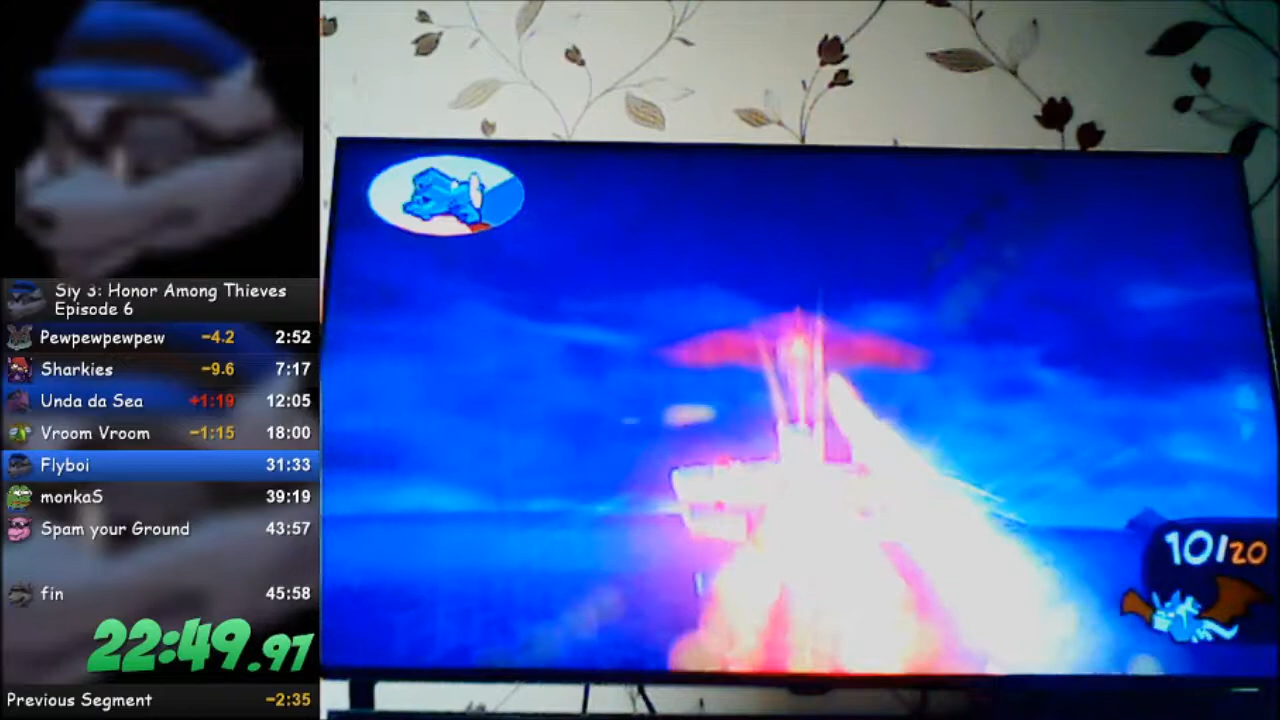 Sly 3: Honor Among Thieves
Episode 6
Pewpewpewpew −4.2 2:52
Sharkies −9.6 7:17
Unda da Sea +1:19 12:05
Vroom Vroom −1:15 18:00
Flyboi 31:33
monkaS 39:19
Spam your Ground 43:57
fin 45:58
22:49.97
Previous Segment −2:35
10/20